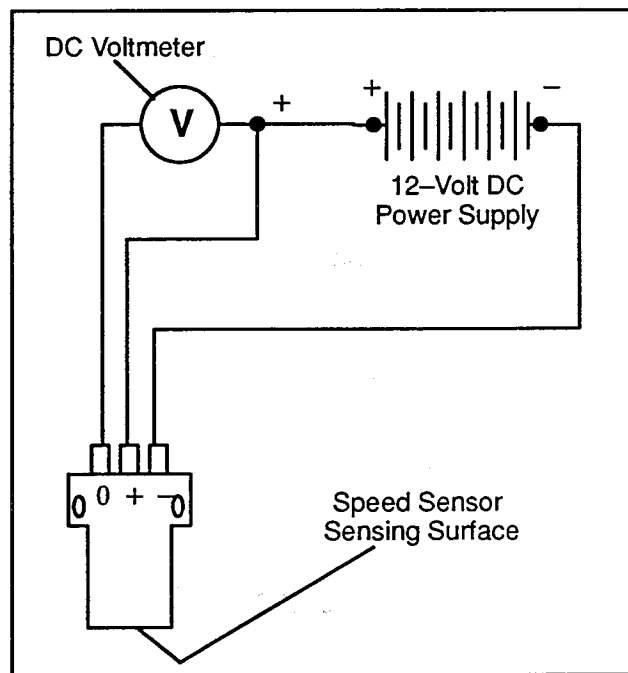 DC Voltmeter
V
+
+
−
12–Volt DC
Power Supply
0 + −
Speed Sensor
Sensing Surface